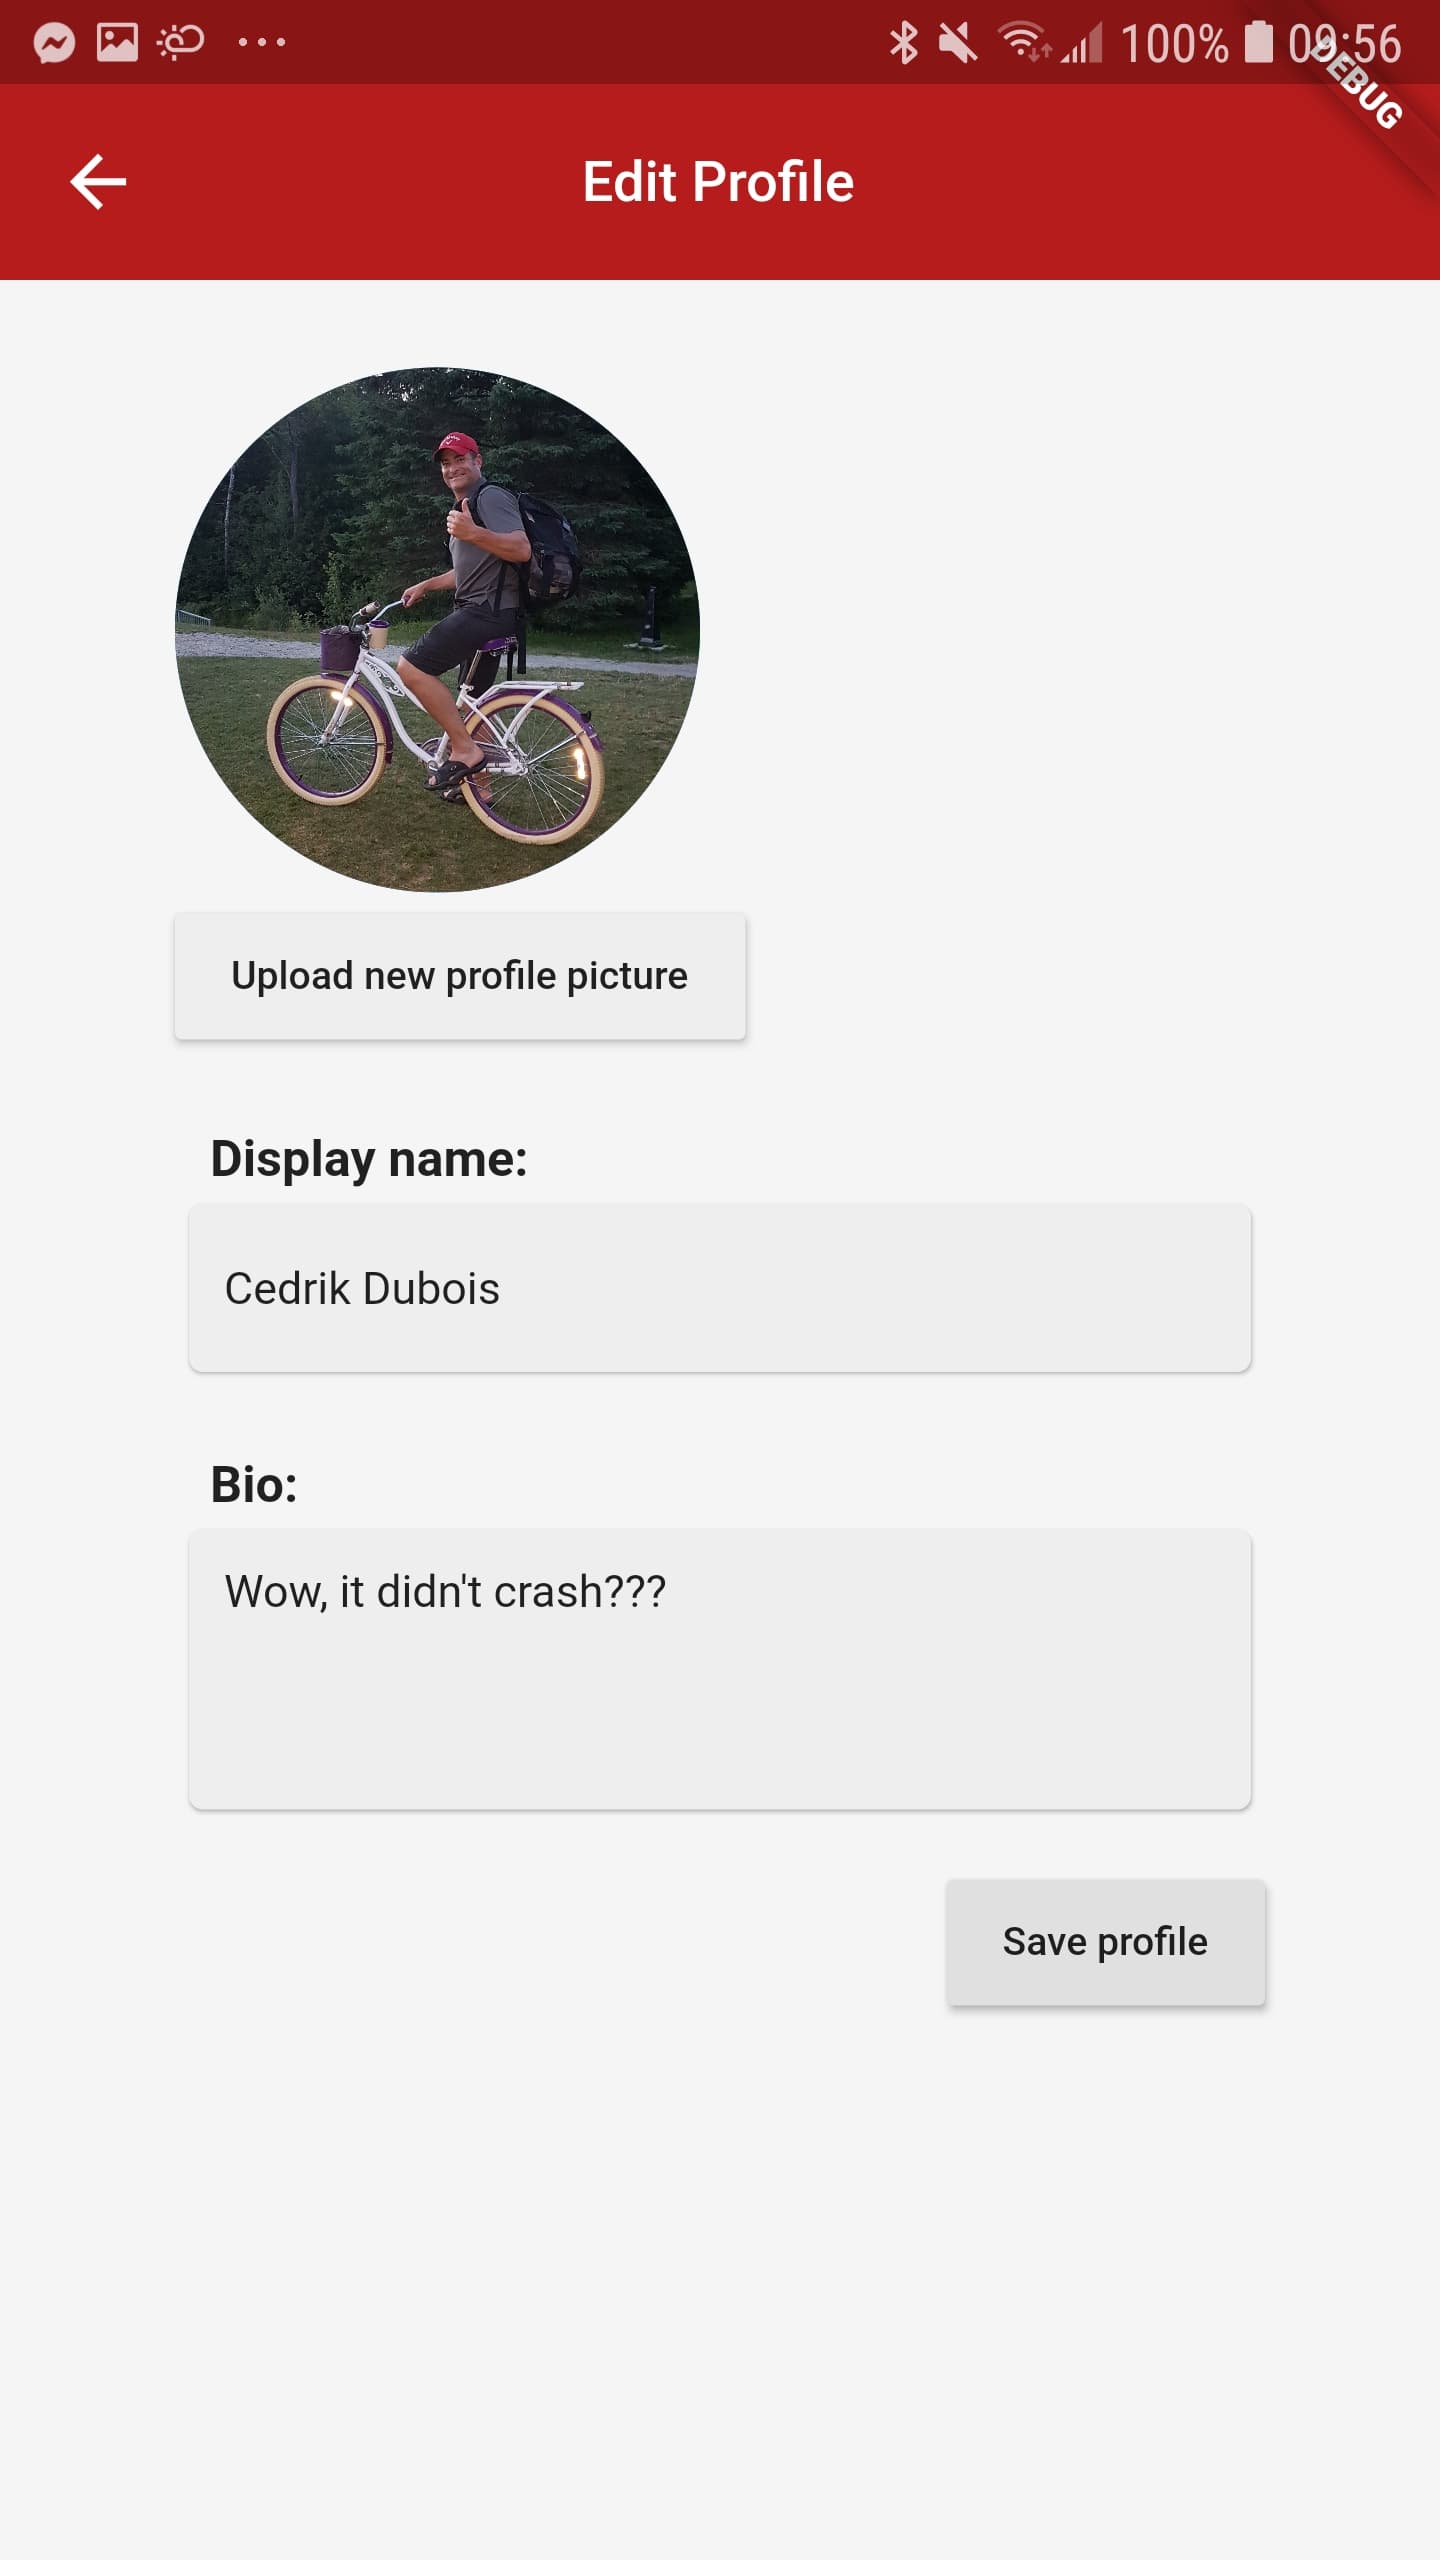 100% 09:56
DEBUG
Edit Profile
Upload new profile picture
Display name:
Cedrik Dubois
Bio:
Wow, it didn't crash???
Save profile